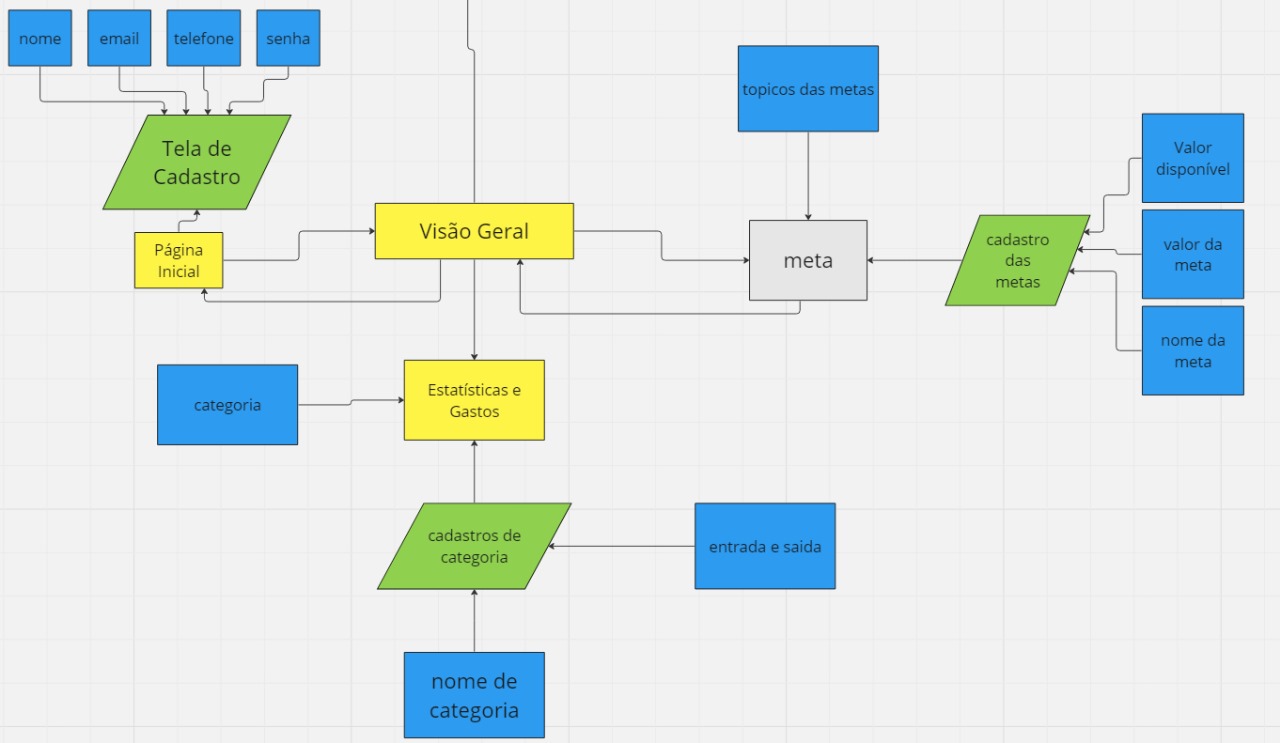 nome
email
telefone
senha
topicos das metas
Tela de
Cadastro
Valor
disponível
Visão Geral
Página
Inicial
meta
cadastro
das
metas
valor da
meta
nome da
meta
categoria
Estatísticas e
Gastos
cadastros de
categoria
entrada e saida
nome de
categoria